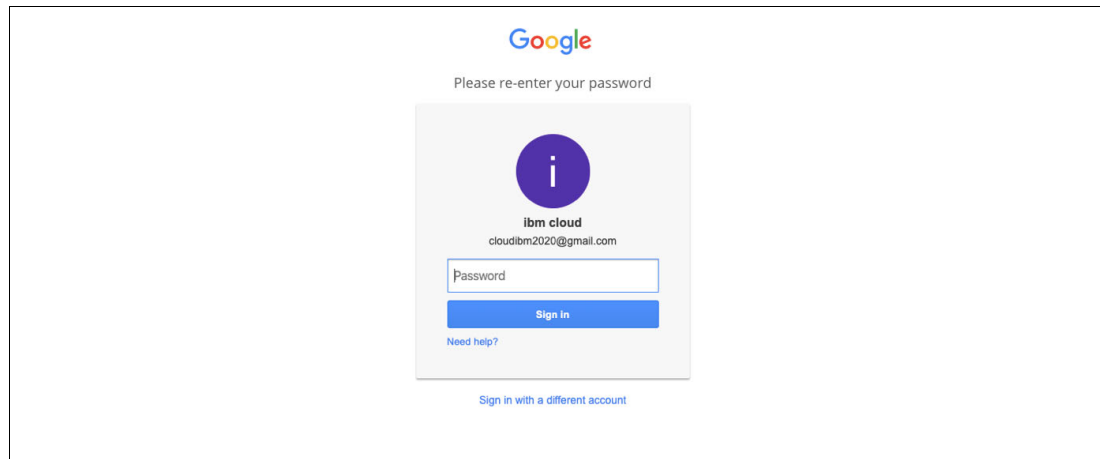 Google
Please re-enter your password
i
ibm cloud
cloudibm2020@gmail.com
Password
Sign in
Need help?
Sign in with a different account